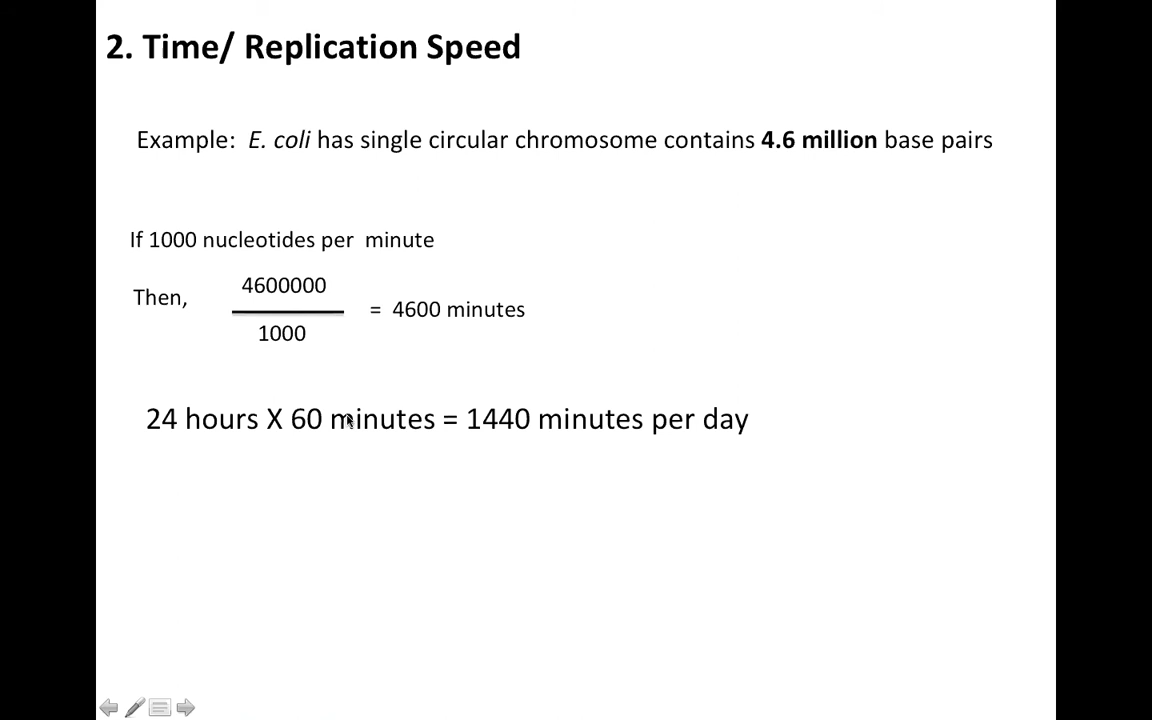 2. Time/ Replication Speed
Example: E. coli has single circular chromosome contains 4.6 million base pairs
If 1000 nucleotides per minute
Then,
4600000
1000
= 4600 minutes
24 hours X 60 minutes = 1440 minutes per day